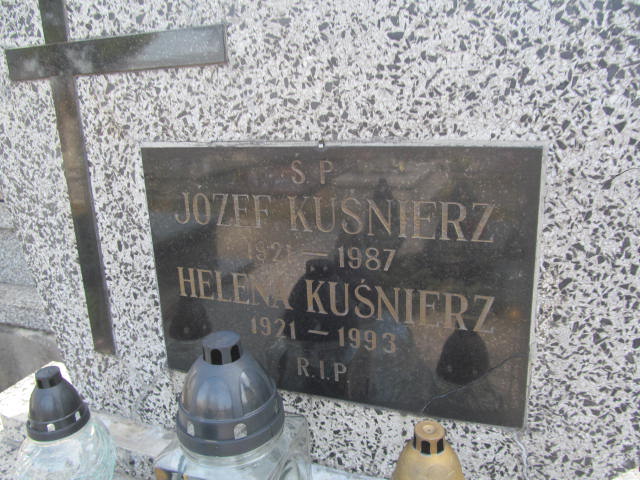 Ś.P.
JÓZEF KUŚNIERZ
1921 – 1987
HELENA KUŚNIERZ
1921 – 1993
R.I.P.